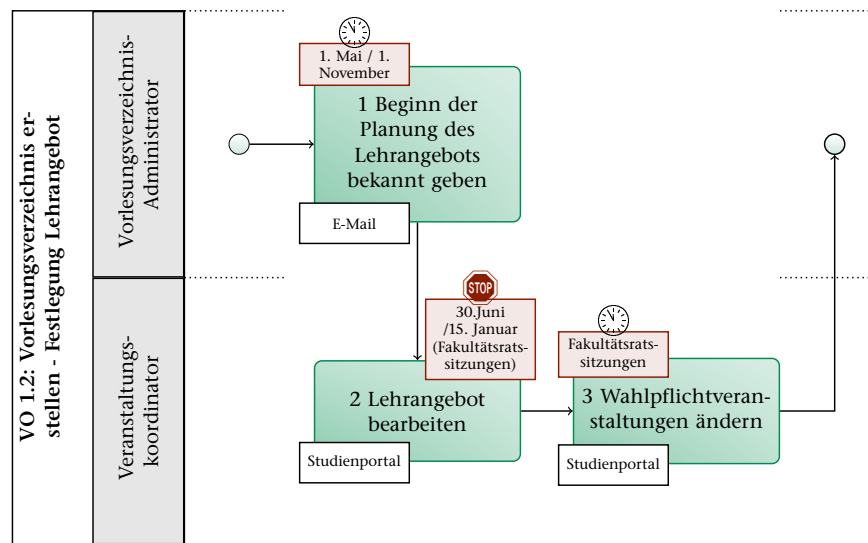 VO 1.2: Vorlesungsverzeichnis er-
stellen - Festlegung Lehrangebot
Vorlesungsverzeichnis-
Administrator
1. Mai / 1.
November
1 Beginn der
Planung des
Lehrangebots
bekannt geben
E-Mail
Veranstaltungs-
koordinator
STOP
30.Juni
/15. Januar
(Fakultätsrats-
sitzungen)
2 Lehrangebot
bearbeiten
Studienportal
Fakultätsrats-
sitzungen
3 Wahlpflichtveran-
staltungen ändern
Studienportal